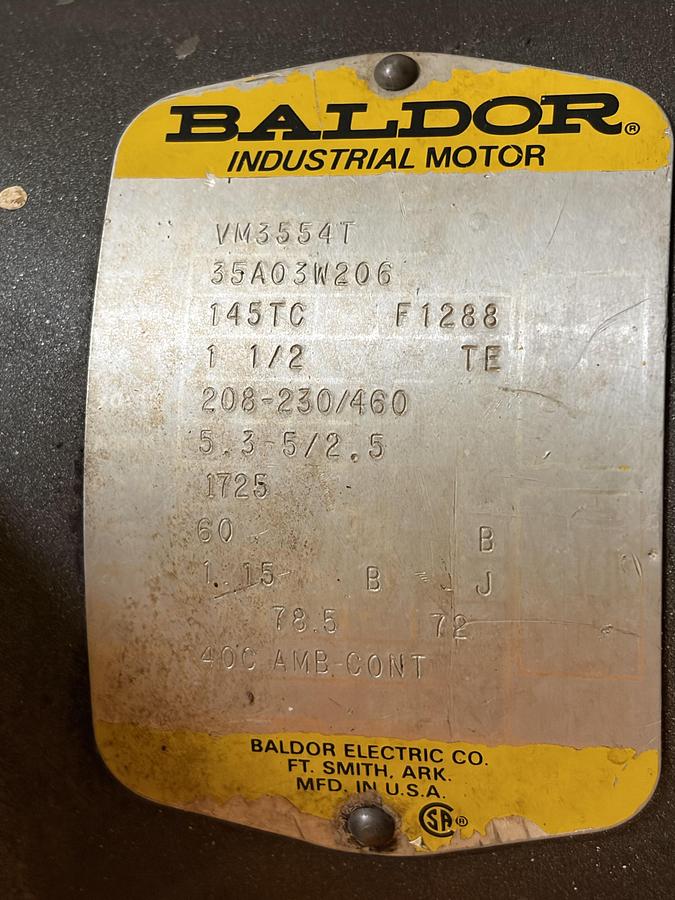 BALDOR®
INDUSTRIAL MOTOR
VM3554T
35A03W206
145TC F1288
1 1/2 TE
208-230/460
5.3-5/2.5
1725
60 B
1.15 B J
78.5 72
40C AMB-CONT
BALDOR ELECTRIC CO.
FT. SMITH, ARK.
MFD. IN U.S.A.
SA®